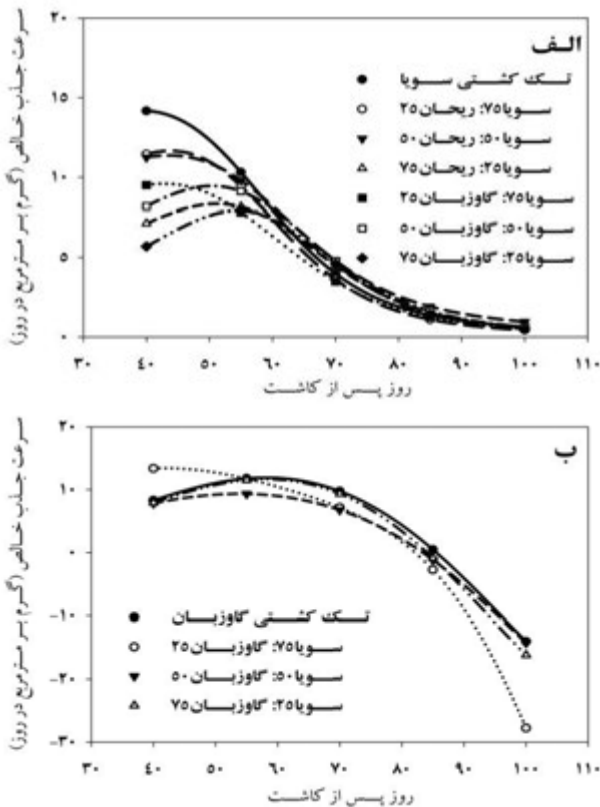 الف
سرعت جذب خالص (گرم بر مترمربع در روز)
۲۰
۱۵
۱۰
۵
۰
تک کشتی سویا
سویا۷۵: ریحان۲۵
سویا۵۰: ریحان۵۰
سویا۲۵: ریحان۷۵
سویا۷۵: گاوزبان۲۵
سویا۵۰: گاوزبان۵۰
سویا۲۵: گاوزبان۷۵
۳۰ ۴۰ ۵۰ ۶۰ ۷۰ ۸۰ ۹۰ ۱۰۰ ۱۱۰
روز پس از کاشت
ب
سرعت جذب خالص (گرم بر مترمربع در روز)
۲۰
۱۰
۰
-۱۰
-۲۰
-۳۰
تک کشتی گاوزبان
سویا۷۵: گاوزبان۲۵
سویا۵۰: گاوزبان۵۰
سویا۲۵: گاوزبان۷۵
۳۰ ۴۰ ۵۰ ۶۰ ۷۰ ۸۰ ۹۰ ۱۰۰ ۱۱۰
روز پس از کاشت